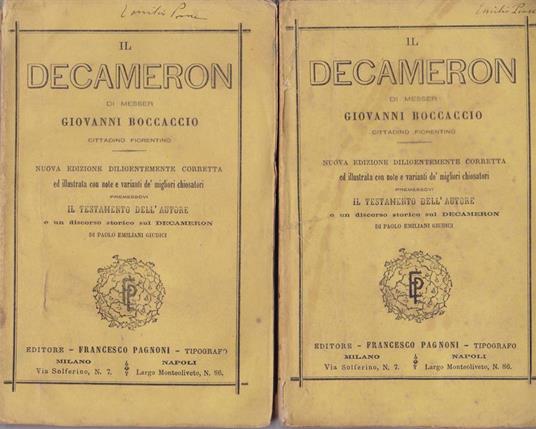 Emilio
IL
DECAMERON
DI MESSER
GIOVANNI BOCCACCIO
CITTADINO FIORENTINO
NUOVA EDIZIONE DILIGENTEMENTE CORRETTA
ed illustrata con note e varianti de' migliori chiosatori
PREMESSOVI
IL TESTAMENTO DELL'AUTORE
e un discorso storico sul DECAMERON
DI PAOLO EMILIANI GIUDICI
EDITORE - FRANCESCO PAGNONI - TIPOGRAFO
MILANO NAPOLI
Via Solferino, N. 7. Largo Monteoliveto, N. 86.
Emilio
IL
DECAMERON
DI MESSER
GIOVANNI BOCCACCIO
CITTADINO FIORENTINO
NUOVA EDIZIONE DILIGENTEMENTE CORRETTA
ed illustrata con note e varianti de' migliori chiosatori
PREMESSOVI
IL TESTAMENTO DELL'AUTORE
e un discorso storico sul DECAMERON
DI PAOLO EMILIANI GIUDICI
EDITORE - FRANCESCO PAGNONI - TIPOGRAFO
MILANO NAPOLI
Via Solferino, N. 7. Largo Monteoliveto, N. 86.